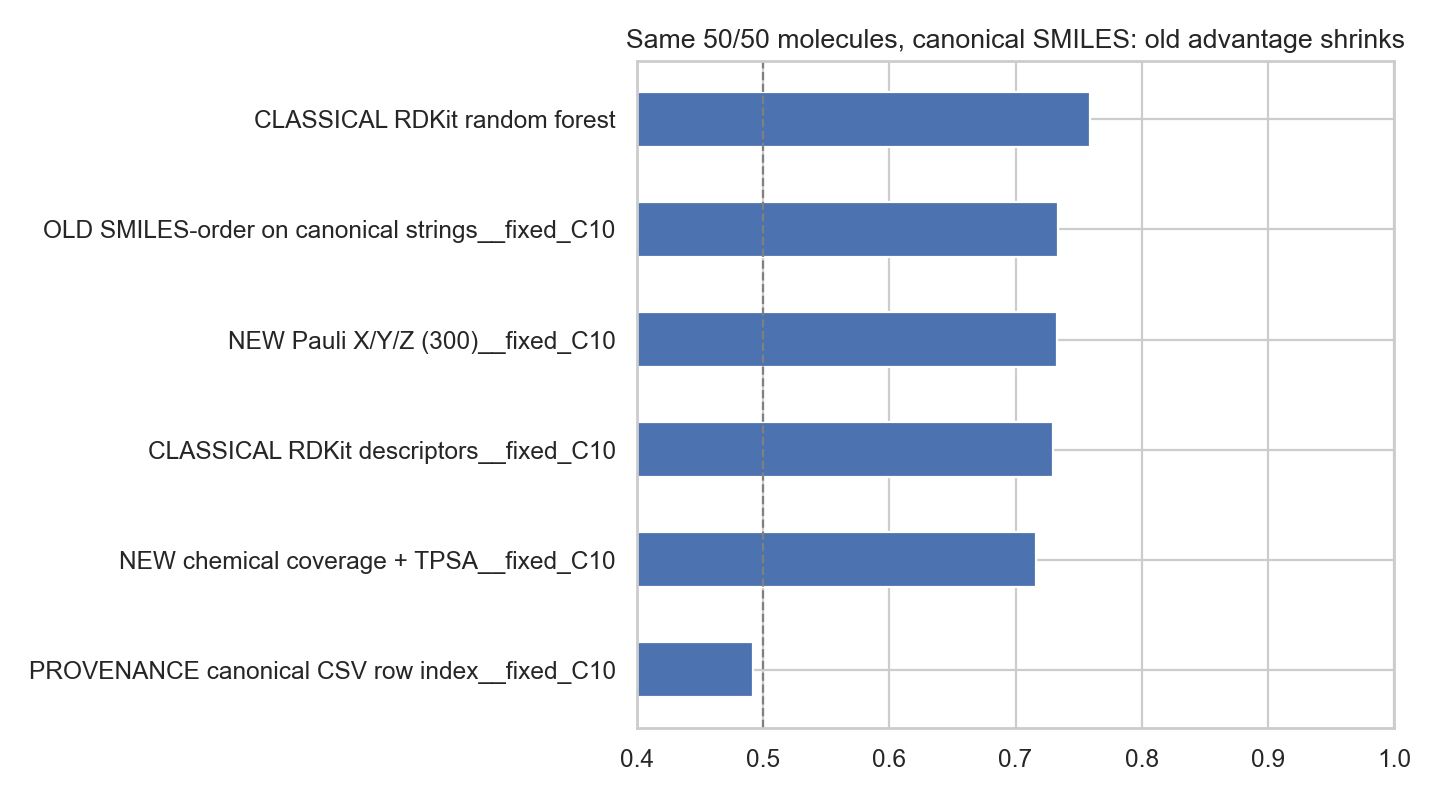 Same 50/50 molecules, canonical SMILES: old advantage shrinks
CLASSICAL RDKit random forest
OLD SMILES-order on canonical strings__fixed_C10
NEW Pauli X/Y/Z (300)__fixed_C10
CLASSICAL RDKit descriptors__fixed_C10
NEW chemical coverage + TPSA__fixed_C10
PROVENANCE canonical CSV row index__fixed_C10
0.4 0.5 0.6 0.7 0.8 0.9 1.0